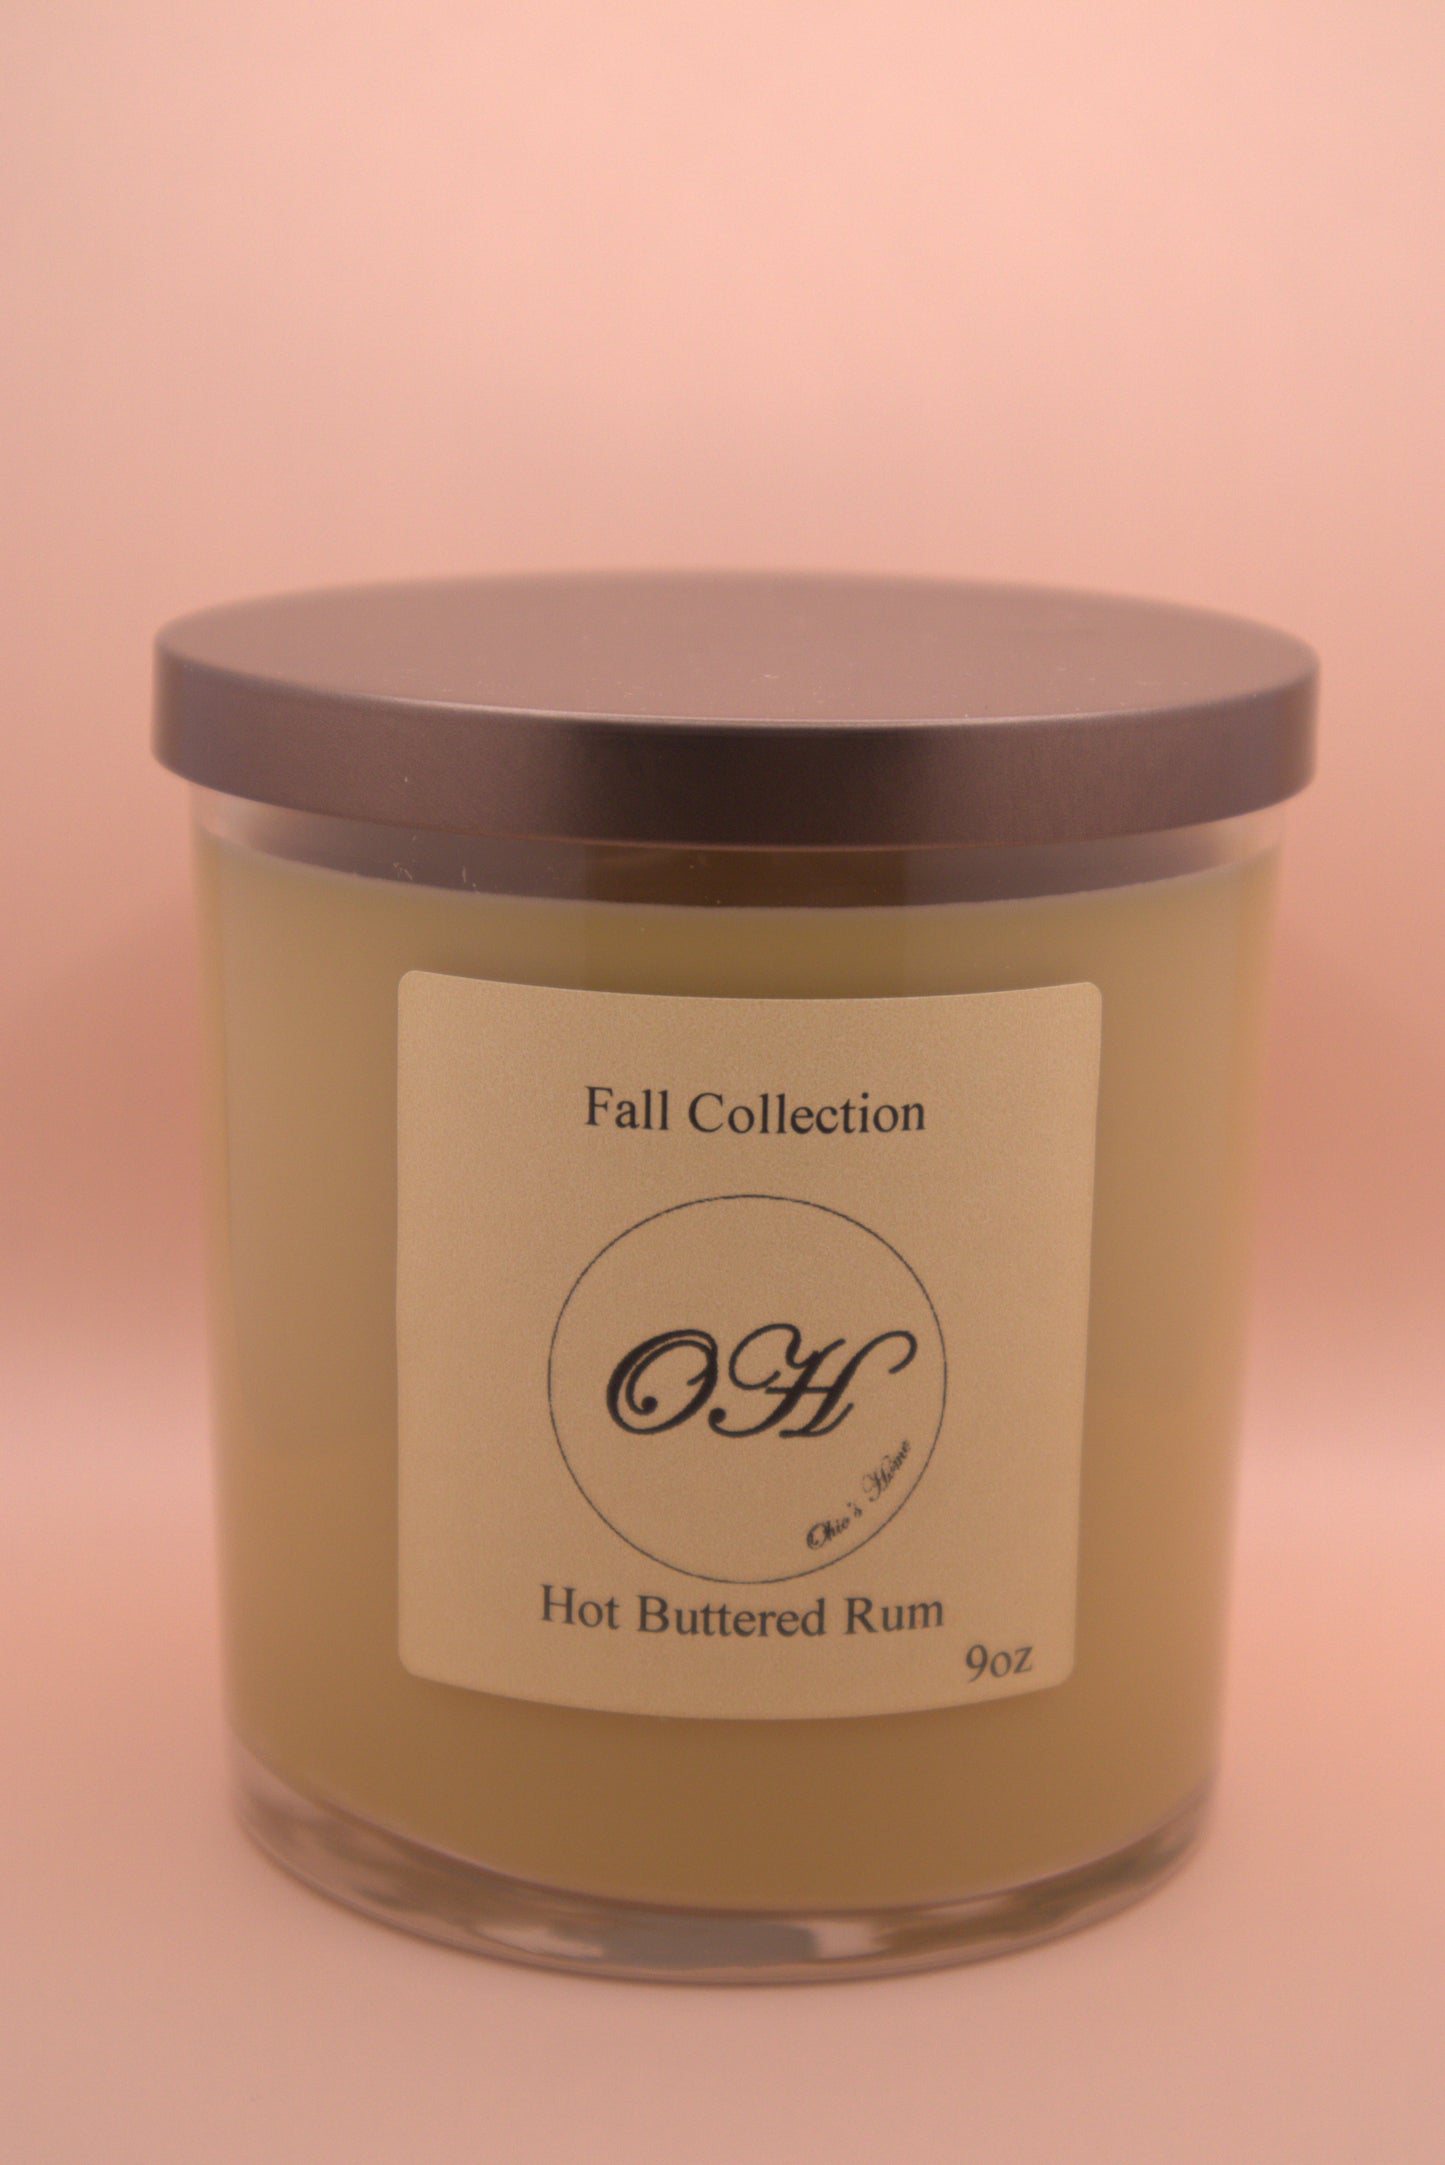 Fall Collection
OH
Ohio's Home
Hot Buttered Rum
9oz